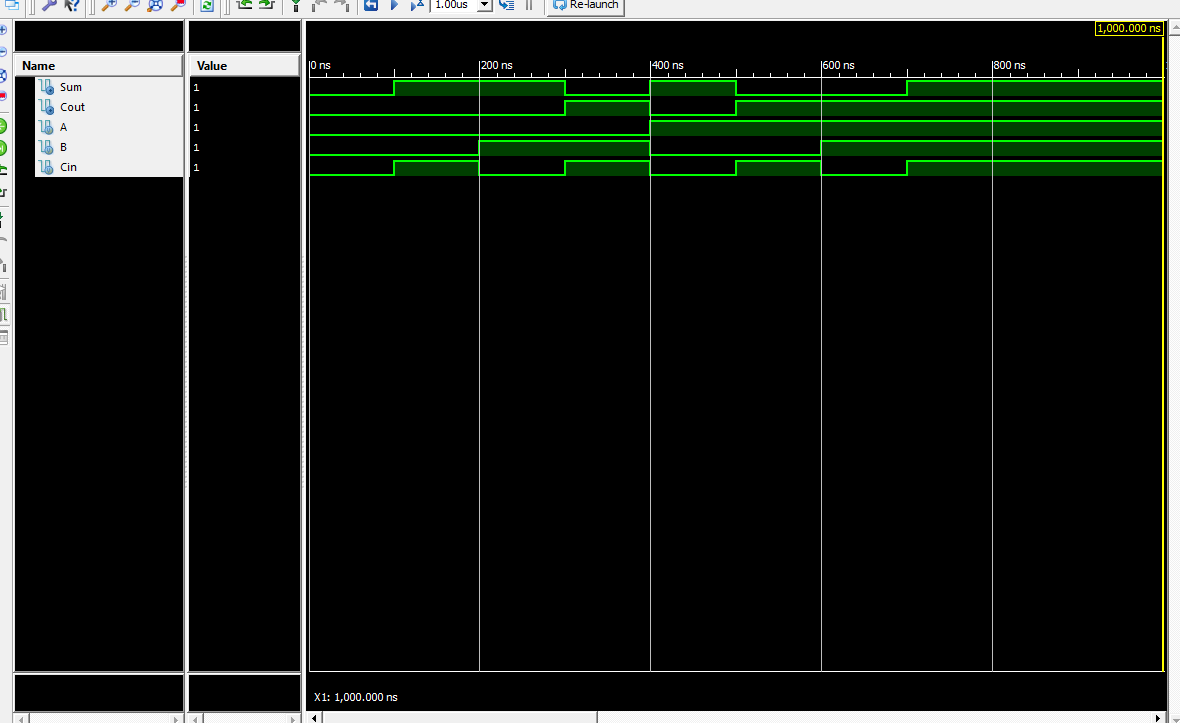 1.00us Re-launch
1,000.000 ns
Name Value
0 ns 200 ns 400 ns 600 ns 800 ns
Sum 1
Cout 1
A 1
B 1
Cin 1
X1: 1,000.000 ns